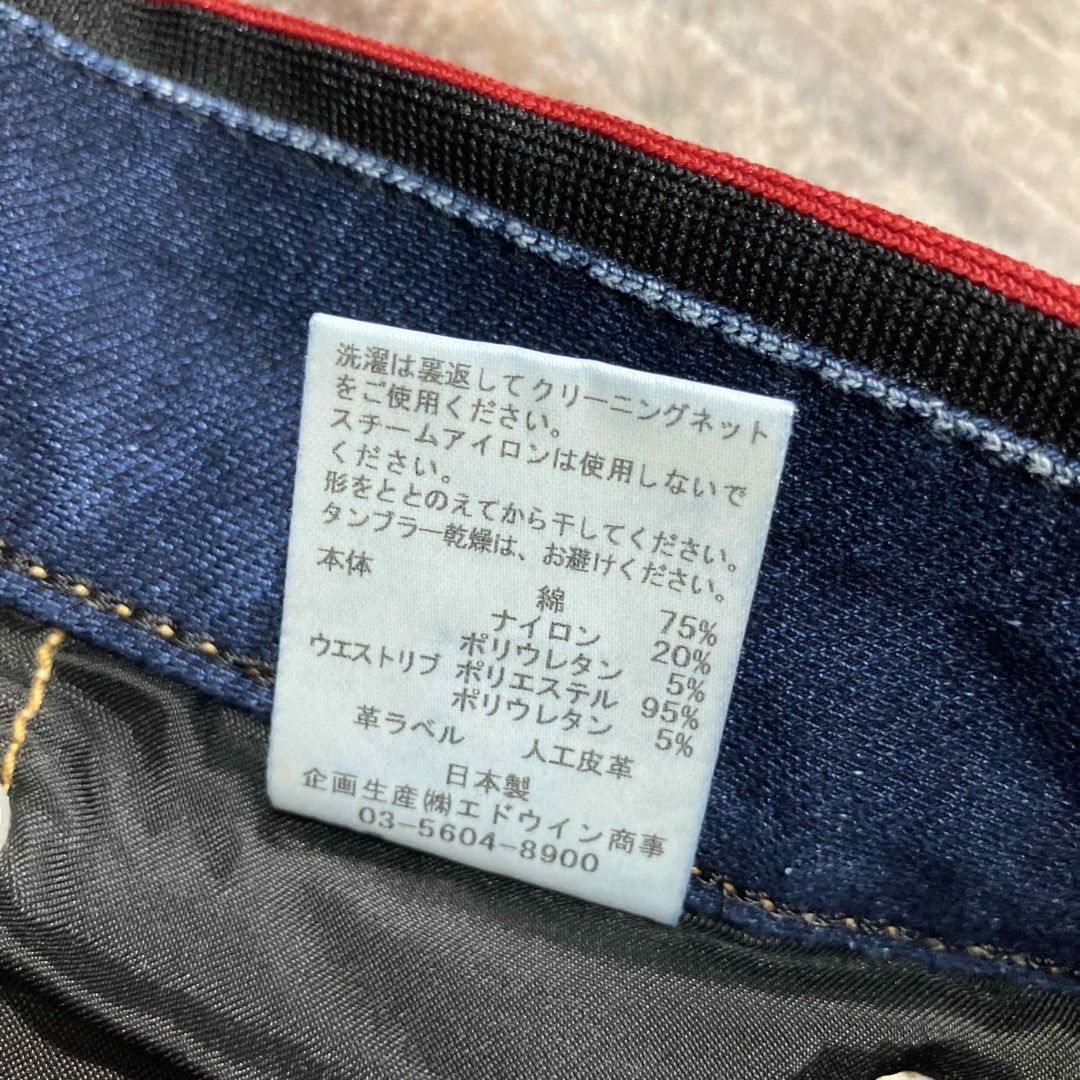 洗濯は裏返してクリーニングネット
をご使用ください。
スチームアイロンは使用しないで
ください。
形をととのえてから干してください。
タンブラー乾燥は、お避けください。
本体
綿 75%
ナイロン 20%
ポリウレタン 5%
ウエストリブ ポリエステル 95%
ポリウレタン 5%
革ラベル 人工皮革
日本製
企画生産㈱エドウイン商事
03-5604-8900